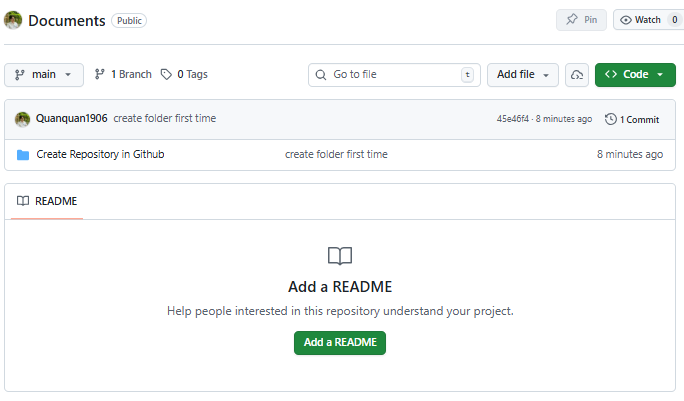 Documents Public Pin Watch 0
main 1 Branch 0 Tags Go to file t Add file Code
Quanquan1906 create folder first time 45e46f4 · 8 minutes ago 1 Commit
Create Repository in Github create folder first time 8 minutes ago
README
Add a README
Help people interested in this repository understand your project.
Add a README